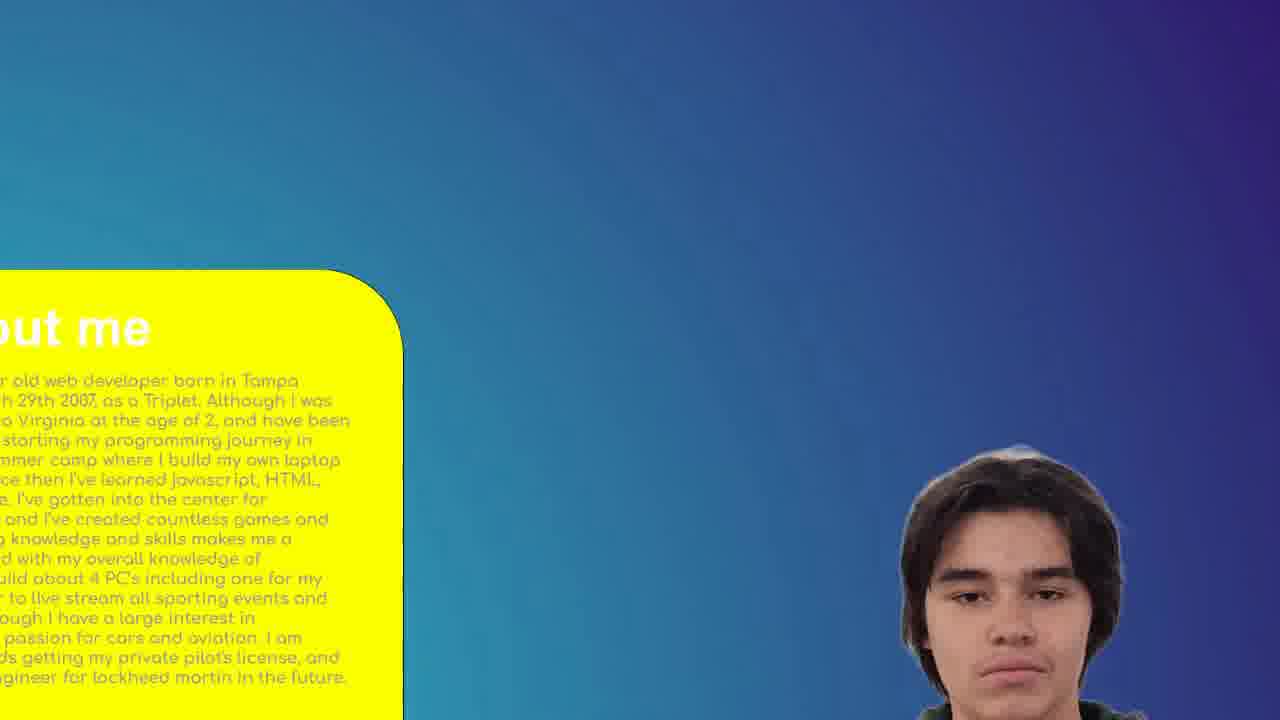 out me
r old web developer born in Tampa
h 29th 2007, as a Triplet. Although I was
o Virginia at the age of 2, and have been
starting my programming journey in
mmer camp where I build my own laptop
ce then I've learned Javascript, HTML,
e. I've gotten into the center for
and I've created countless games and
g knowledge and skills makes me a
d with my overall knowledge of
uild about 4 PC's including one for my
r to live stream all sporting events and
ough I have a large interest in
passion for cars and aviation. I am
ds getting my private pilot's license, and
gineer for lockheed martin in the future.